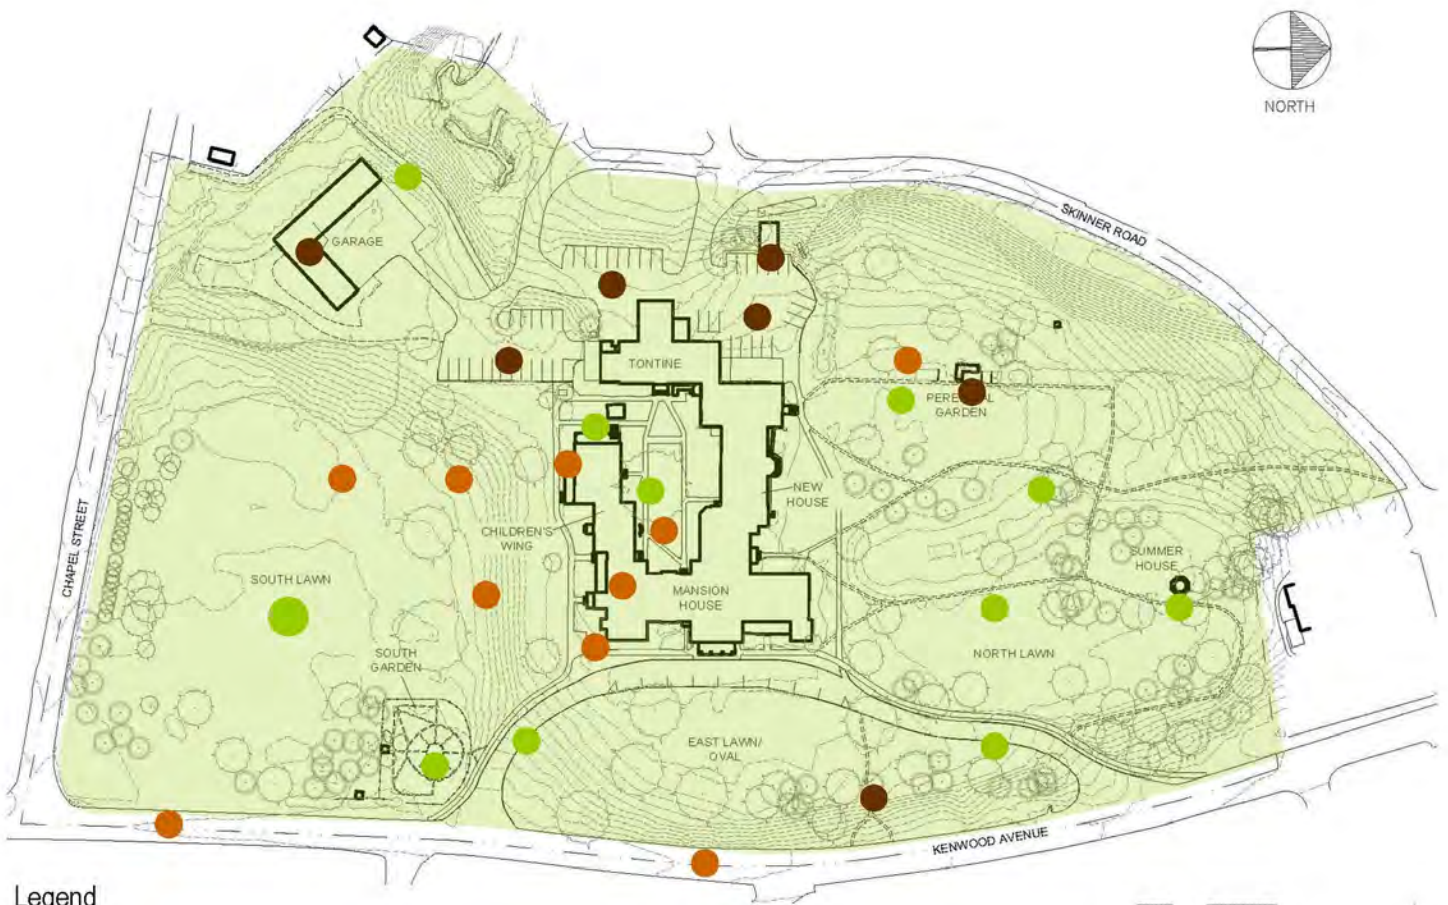 NORTH
SKINNER ROAD
GARAGE
TONTINE
GARDEN
NEW
HOUSE
CHILDREN'S
WING
SUMMER
HOUSE
CHAPEL STREET
SOUTH LAWN
MANSION
HOUSE
SOUTH
GARDEN
NORTH LAWN
EAST LAWN/
OVAL
KENWOOD AVENUE
Legend